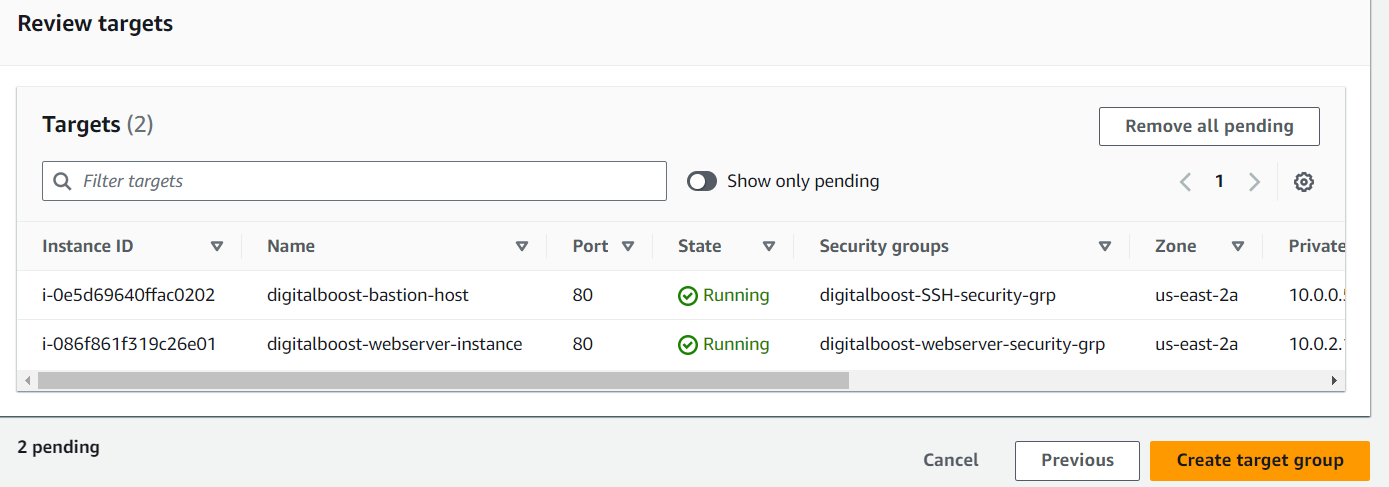 Review targets
Targets (2)
Remove all pending
Filter targets
Show only pending
1
Instance ID Name Port State Security groups Zone Private
i-0e5d69640ffac0202 digitalboost-bastion-host 80 Running digitalboost-SSH-security-grp us-east-2a 10.0.0.5
i-086f861f319c26e01 digitalboost-webserver-instance 80 Running digitalboost-webserver-security-grp us-east-2a 10.0.2.1
2 pending
Cancel Previous Create target group